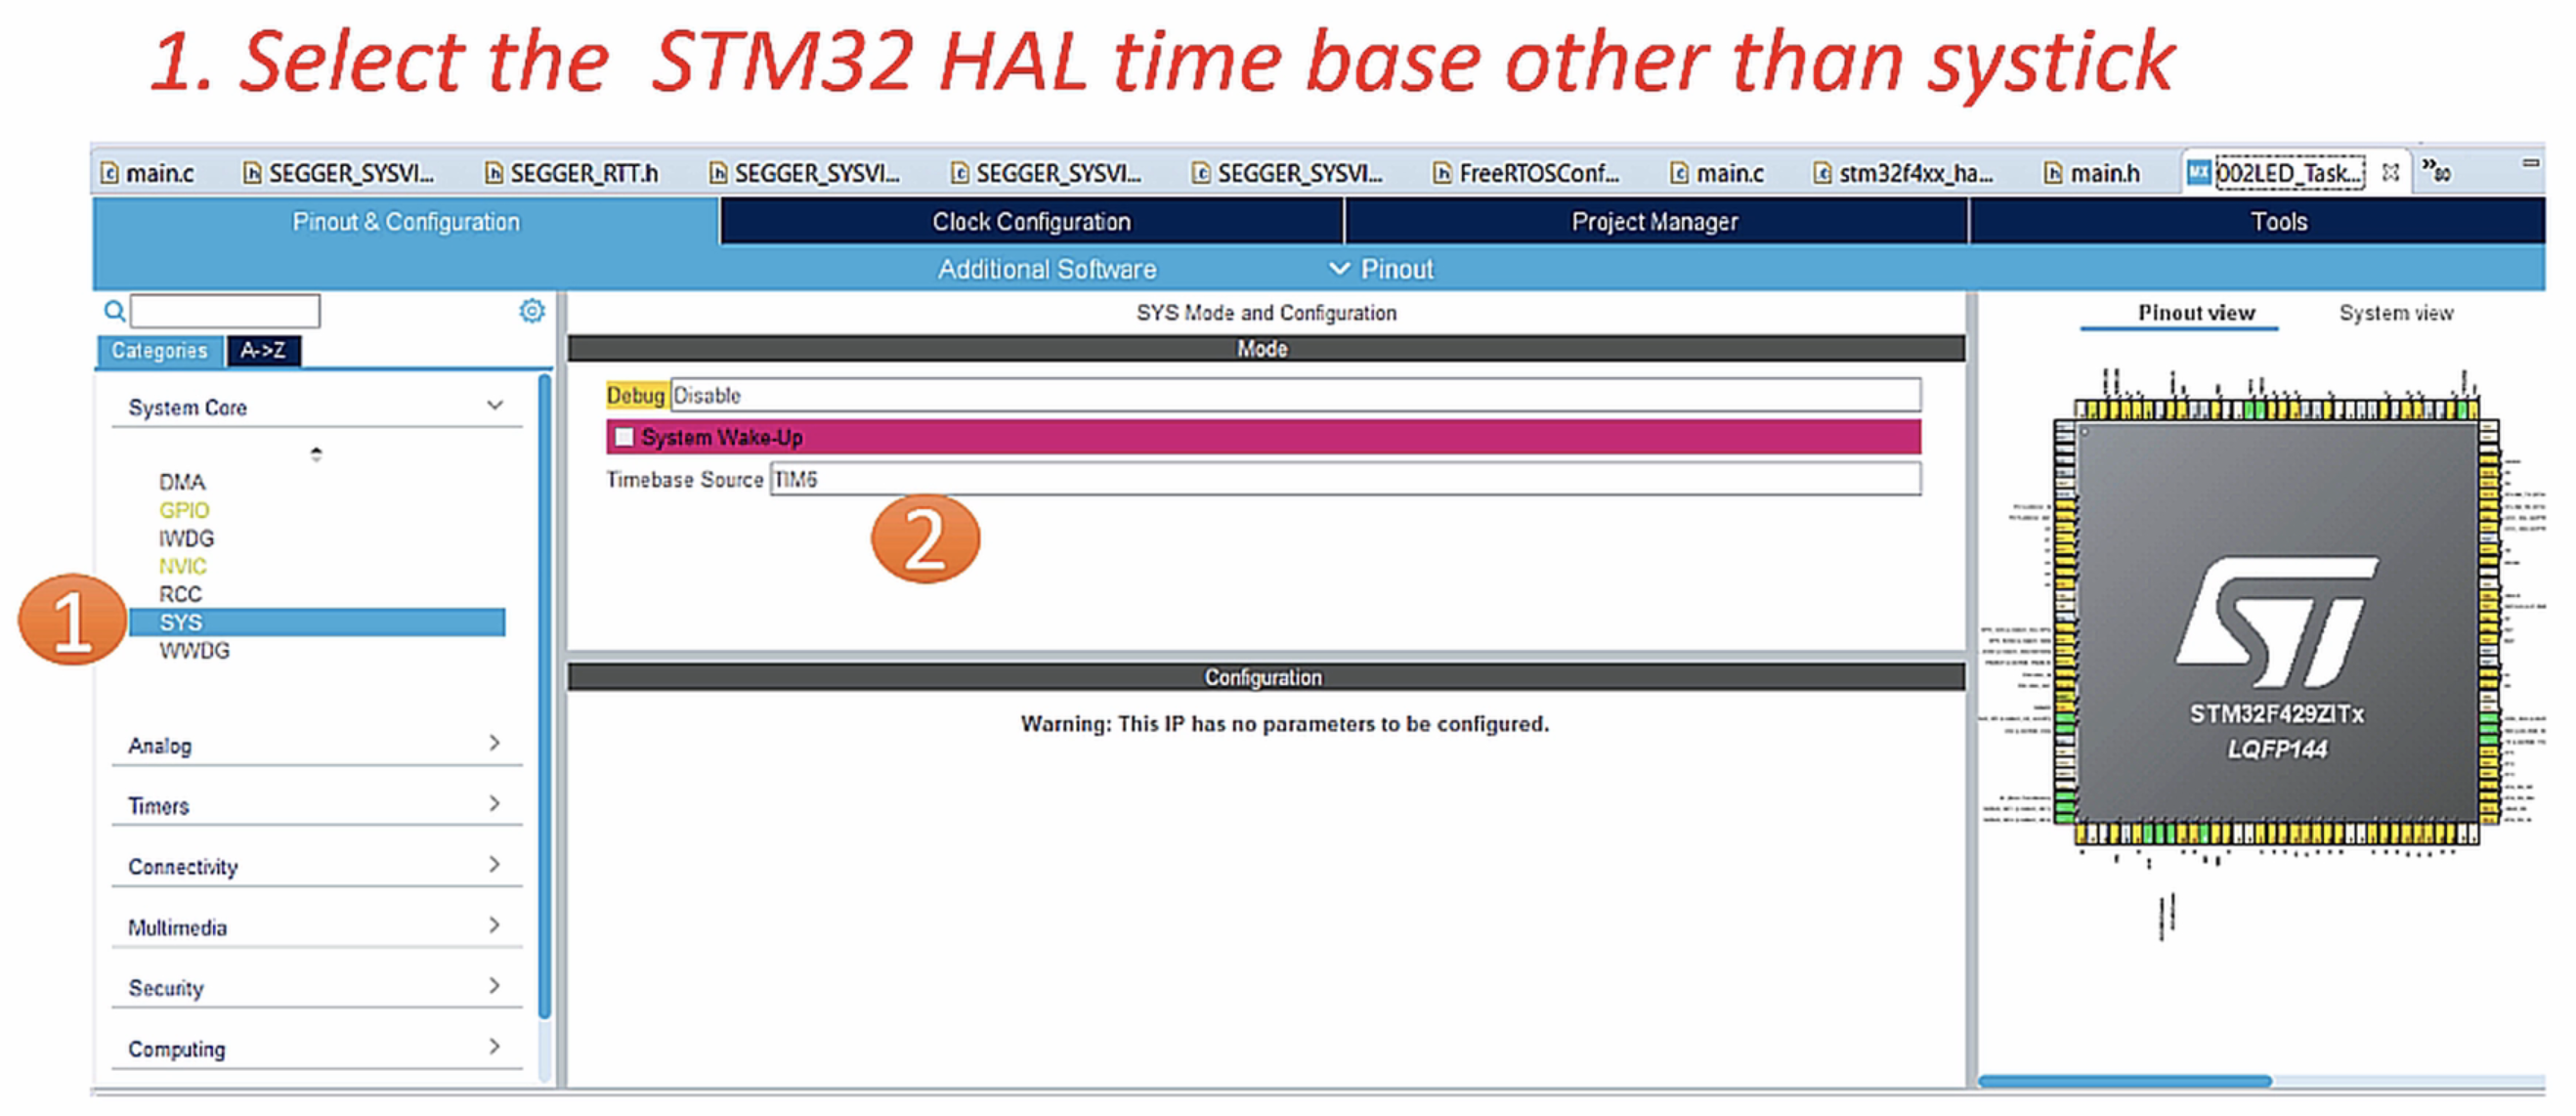 1. Select the STM32 HAL time base other than systick
main.c SEGGER_SYSVI... SEGGER_RTT.h SEGGER_SYSVI... SEGGER_SYSVI... SEGGER_SYSVI... FreeRTOSConf... main.c stm32f4xx_ha... main.h MX 002LED_Task... »80
Pinout & Configuration Clock Configuration Project Manager Tools
Additional Software Pinout
SYS Mode and Configuration
Pinout view System view
Categories A->Z
Mode
System Core
Debug Disable
System Wake-Up
Timebase Source TIM6
DMA
GPIO
IWDG
NVIC
RCC
SYS
WWDG
1
2
Configuration
Warning: This IP has no parameters to be configured.
Analog
Timers
Connectivity
Multimedia
Security
Computing
ST
STM32F429ZITx
LQFP144